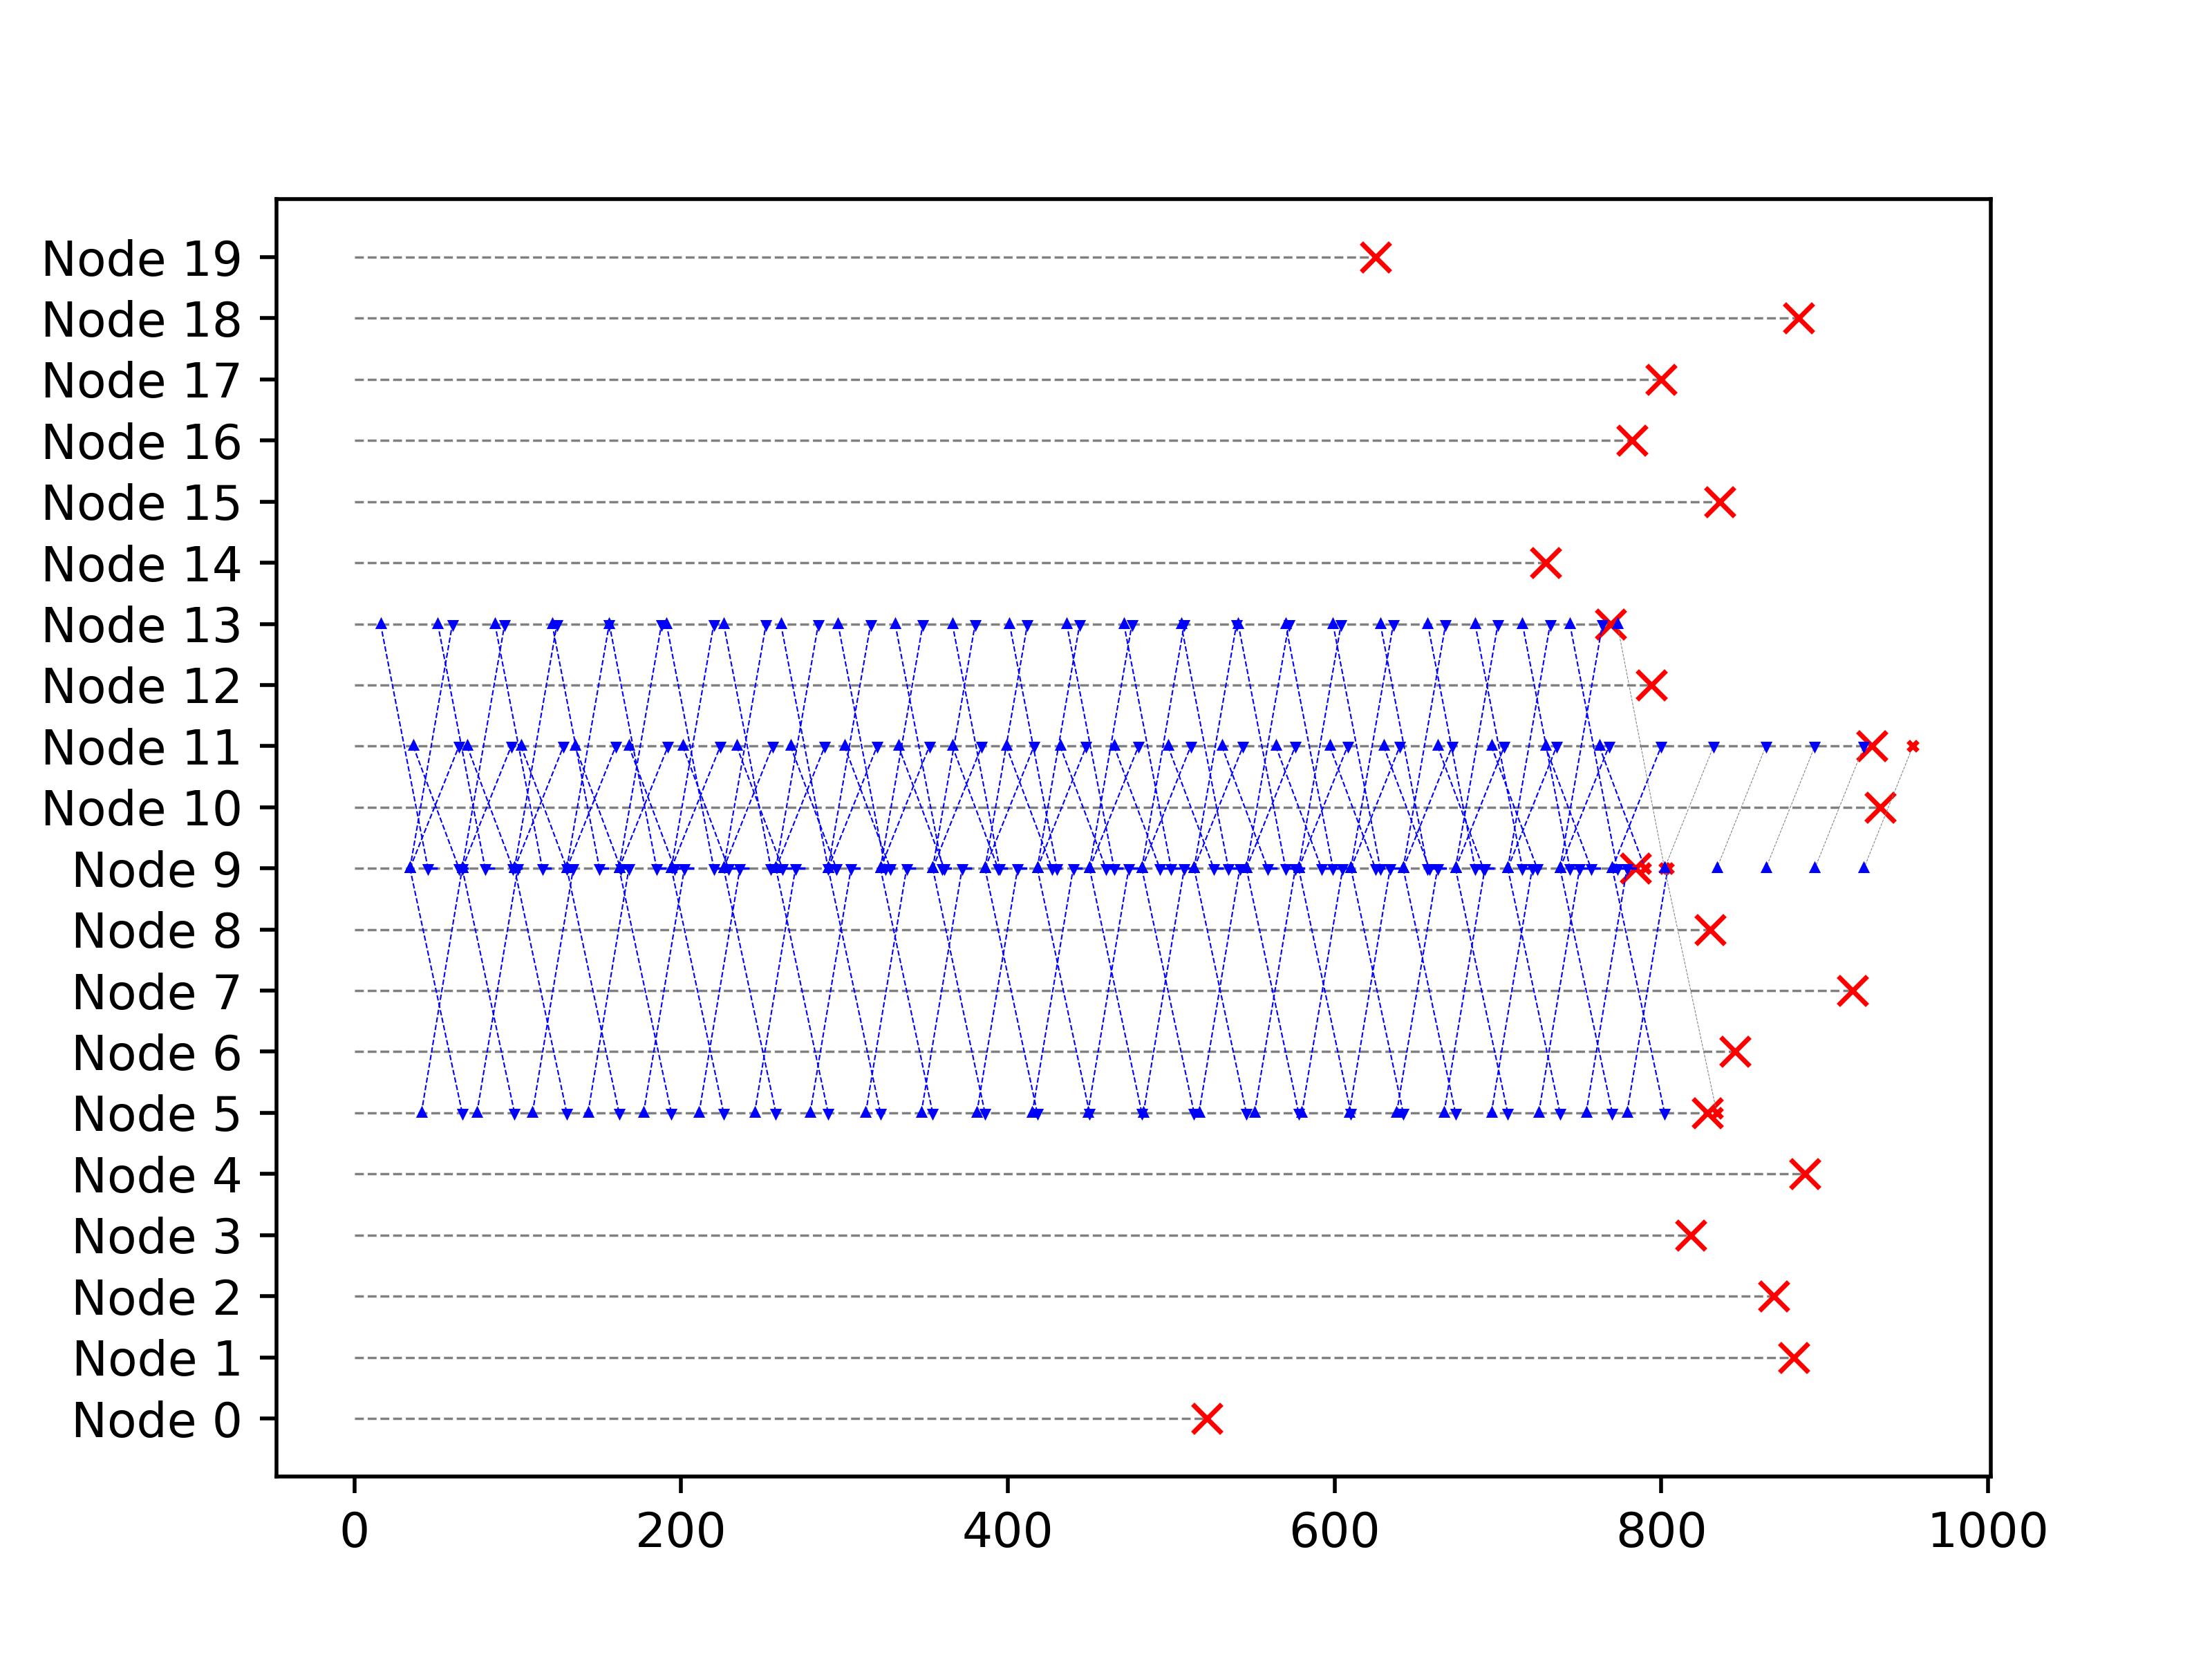 Node 19
Node 18
Node 17
Node 16
Node 15
Node 14
Node 13
Node 12
Node 11
Node 10
Node 9
Node 8
Node 7
Node 6
Node 5
Node 4
Node 3
Node 2
Node 1
Node 0
0 200 400 600 800 1000